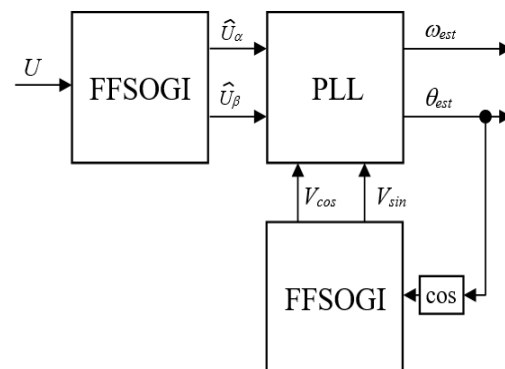 U
FFSOGI
Û_α
Û_β
PLL
ω_est
θ_est
V_cos
V_sin
FFSOGI
cos